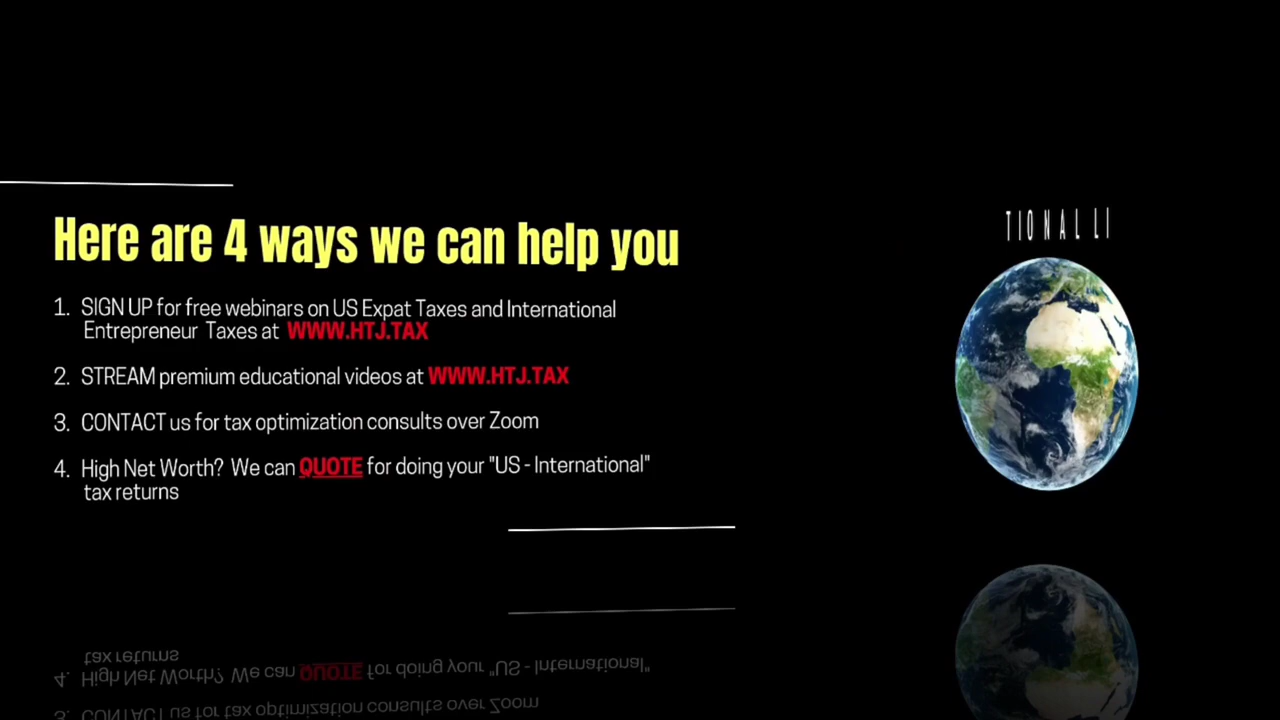 Here are 4 ways we can help you
TIONAL LI
1. SIGN UP for free webinars on US Expat Taxes and International
Entrepreneur Taxes at WWW.HTJ.TAX
2. STREAM premium educational videos at WWW.HTJ.TAX
3. CONTACT us for tax optimization consults over Zoom
4. High Net Worth? We can QUOTE for doing your "US - International"
tax returns